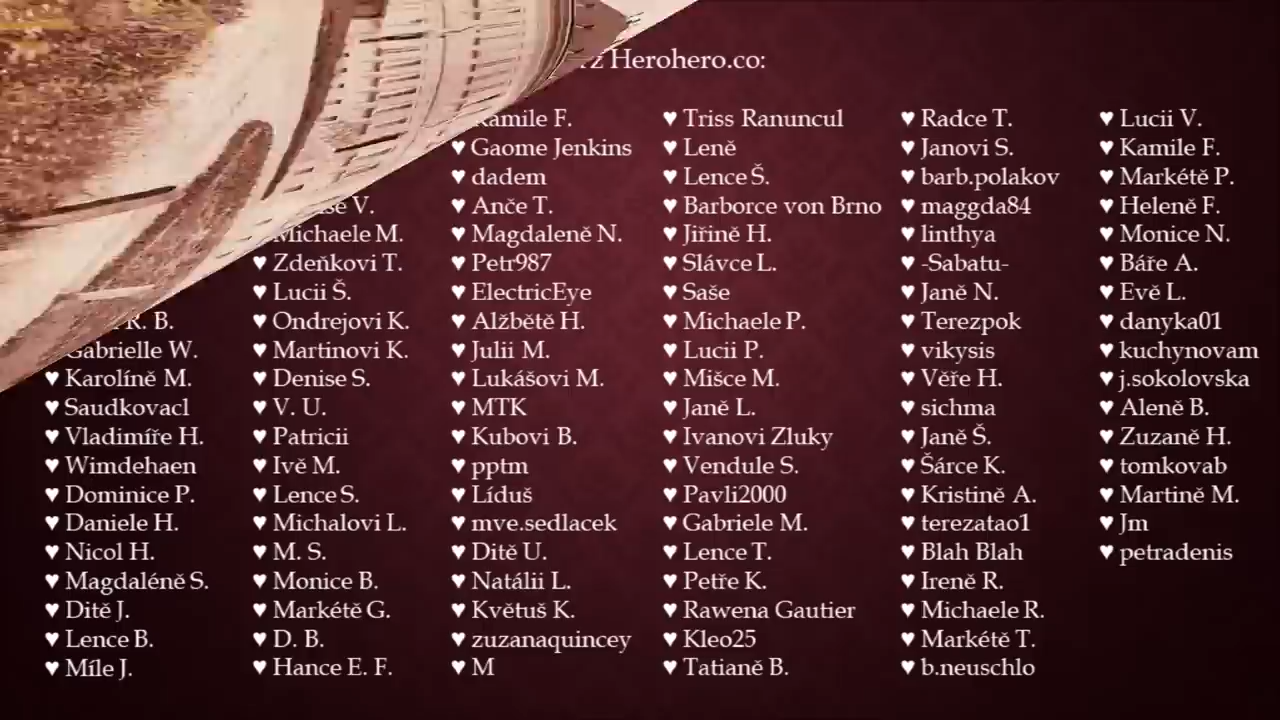 z Herohero.co:
R. B.
Gabrielle W.
♥ Karolíně M.
♥ Saudkovacl
♥ Vladimíře H.
♥ Wimdehaen
♥ Dominice P.
♥ Daniele H.
♥ Nicol H.
♥ Magdaléně S.
♥ Ditě J.
♥ Lence B.
♥ Míle J.
V.
Michaele M.
♥ Zdeňkovi T.
♥ Lucii Š.
♥ Ondrejovi K.
♥ Martinovi K.
♥ Denise S.
♥ V. U.
♥ Patricii
♥ Ivě M.
♥ Lence S.
♥ Michalovi L.
♥ M. S.
♥ Monice B.
♥ Markétě G.
♥ D. B.
♥ Hance E. F.
Kamile F.
♥ Gaome Jenkins
♥ dadem
♥ Anče T.
♥ Magdaleně N.
♥ Petr987
♥ ElectricEye
♥ Alžbětě H.
♥ Julii M.
♥ Lukášovi M.
♥ MTK
♥ Kubovi B.
♥ pptm
♥ Líduš
♥ mve.sedlacek
♥ Ditě U.
♥ Natálii L.
♥ Květuš K.
♥ zuzanaquincey
♥ M
♥ Triss Ranuncul
♥ Leně
♥ Lence Š.
♥ Barborce von Brno
♥ Jiřině H.
♥ Slávce L.
♥ Saše
♥ Michaele P.
♥ Lucii P.
♥ Mišce M.
♥ Janě L.
♥ Ivanovi Zluky
♥ Vendule S.
♥ Pavli2000
♥ Gabriele M.
♥ Lence T.
♥ Petře K.
♥ Rawena Gautier
♥ Kleo25
♥ Tatianě B.
♥ Radce T.
♥ Janovi S.
♥ barb.polakov
♥ maggda84
♥ linthya
♥ -Sabatu-
♥ Janě N.
♥ Terezpok
♥ vikysis
♥ Věře H.
♥ sichma
♥ Janě Š.
♥ Šárce K.
♥ Kristině A.
♥ terezatao1
♥ Blah Blah
♥ Ireně R.
♥ Michaele R.
♥ Markétě T.
♥ b.neuschlo
♥ Lucii V.
♥ Kamile F.
♥ Markétě P.
♥ Heleně F.
♥ Monice N.
♥ Báře A.
♥ Evě L.
♥ danyka01
♥ kuchynovam
♥ j.sokolovska
♥ Aleně B.
♥ Zuzaně H.
♥ tomkovab
♥ Martině M.
♥ Jm
♥ petradenis